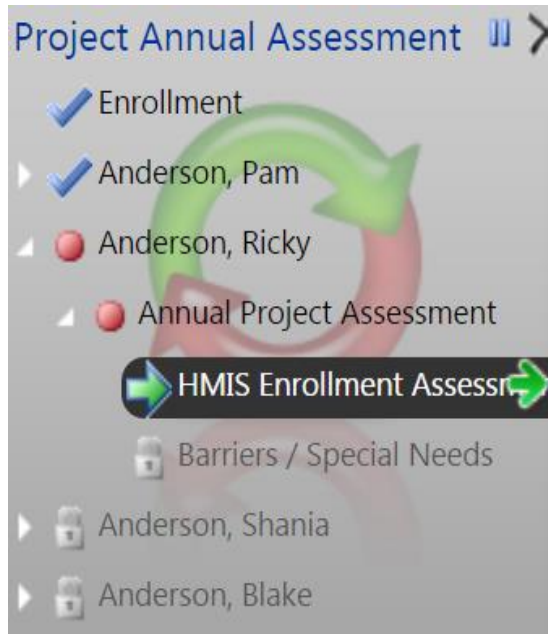 Project Annual Assessment
Enrollment
Anderson, Pam
Anderson, Ricky
Annual Project Assessment
HMIS Enrollment
Barriers / Special Needs
Anderson, Shania
Anderson, Blake